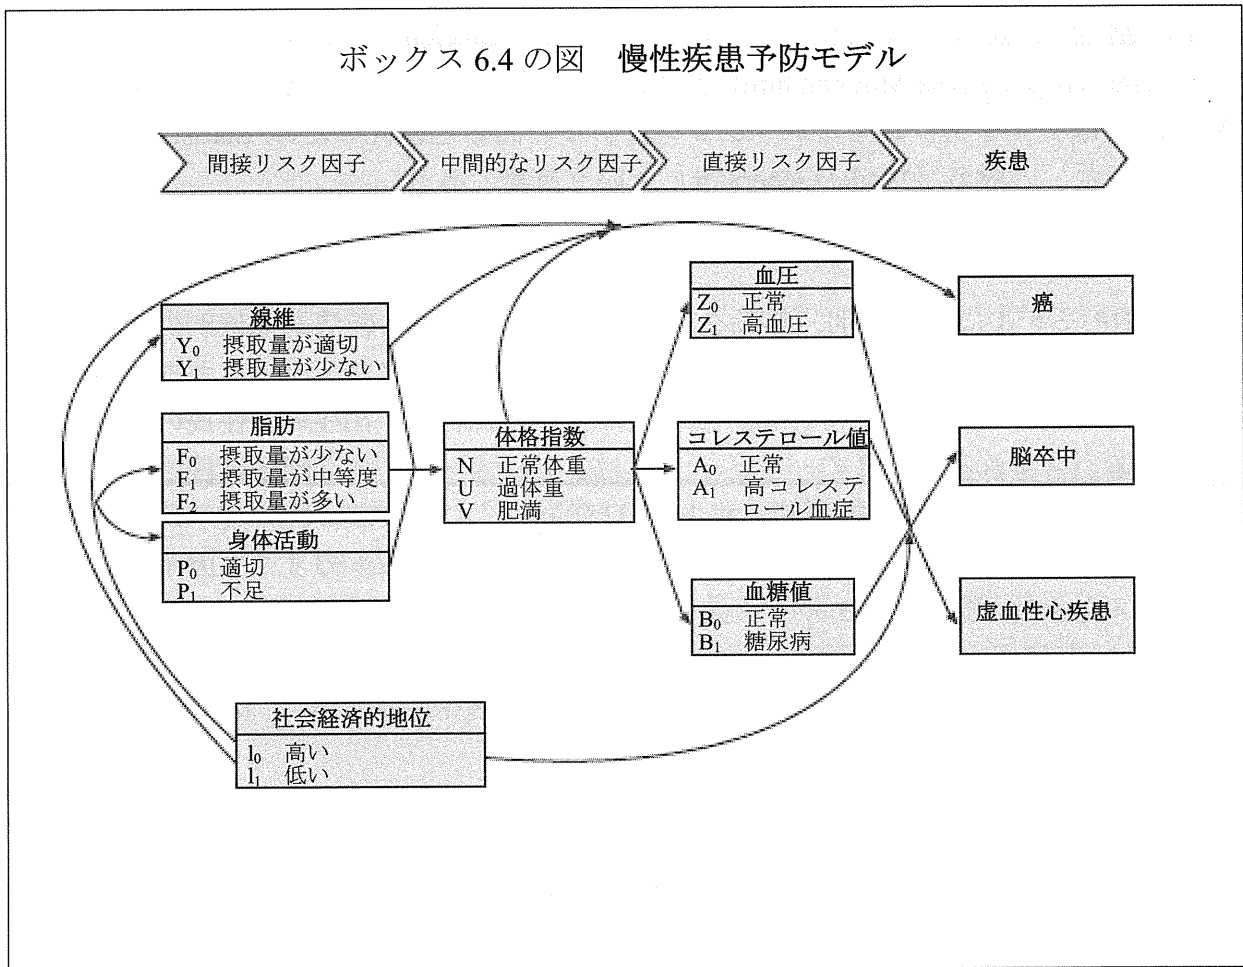 ボックス 6.4 の図　慢性疾患予防モデル
間接リスク因子
中間的なリスク因子
直接リスク因子
疾患
線維
Y₀ 摂取量が適切
Y₁ 摂取量が少ない
脂肪
F₀ 摂取量が少ない
F₁ 摂取量が中等度
F₂ 摂取量が多い
身体活動
P₀ 適切
P₁ 不足
社会経済的地位
l₀ 高い
l₁ 低い
体格指数
N 正常体重
U 過体重
V 肥満
血圧
Z₀ 正常
Z₁ 高血圧
コレステロール値
A₀ 正常
A₁ 高コレステ
ロール血症
血糖値
B₀ 正常
B₁ 糖尿病
癌
脳卒中
虚血性心疾患